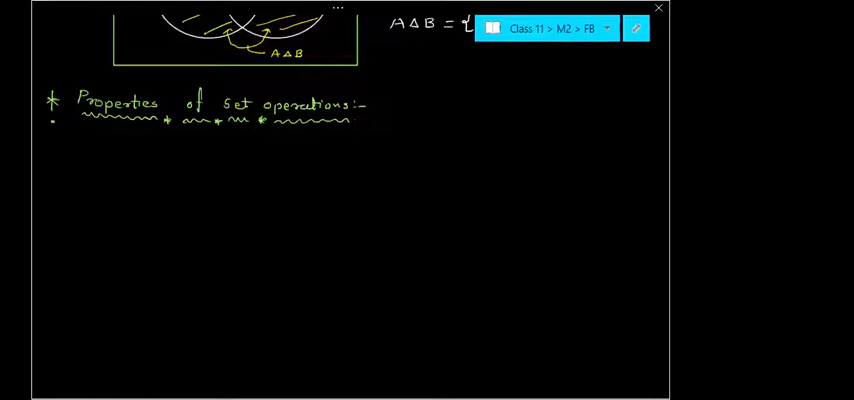 A Δ B = {
Class 11 > M2 > FB
A Δ B
* Properties of set operations:-